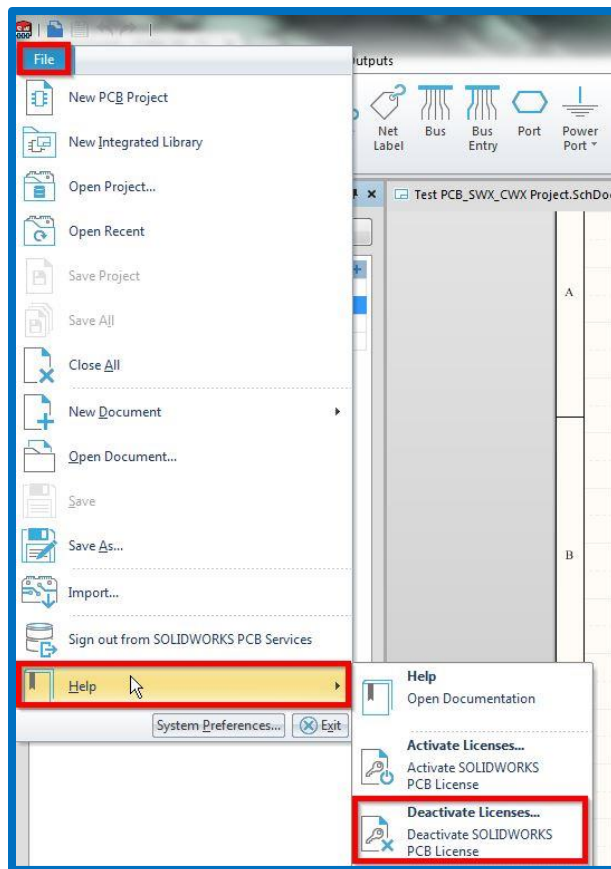 File
utputs
New PCB Project
New Integrated Library
Open Project...
Open Recent
Save Project
Save All
Close All
New Document
Open Document...
Save
Save As...
Import...
Sign out from SOLIDWORKS PCB Services
Help
System Preferences...
Exit
Net
Label
Bus
Bus
Entry
Port
Power
Port
Test PCB_SWX_CWX Project.SchDo
A
B
Help
Open Documentation
Activate Licenses...
Activate SOLIDWORKS
PCB License
Deactivate Licenses...
Deactivate SOLIDWORKS
PCB License